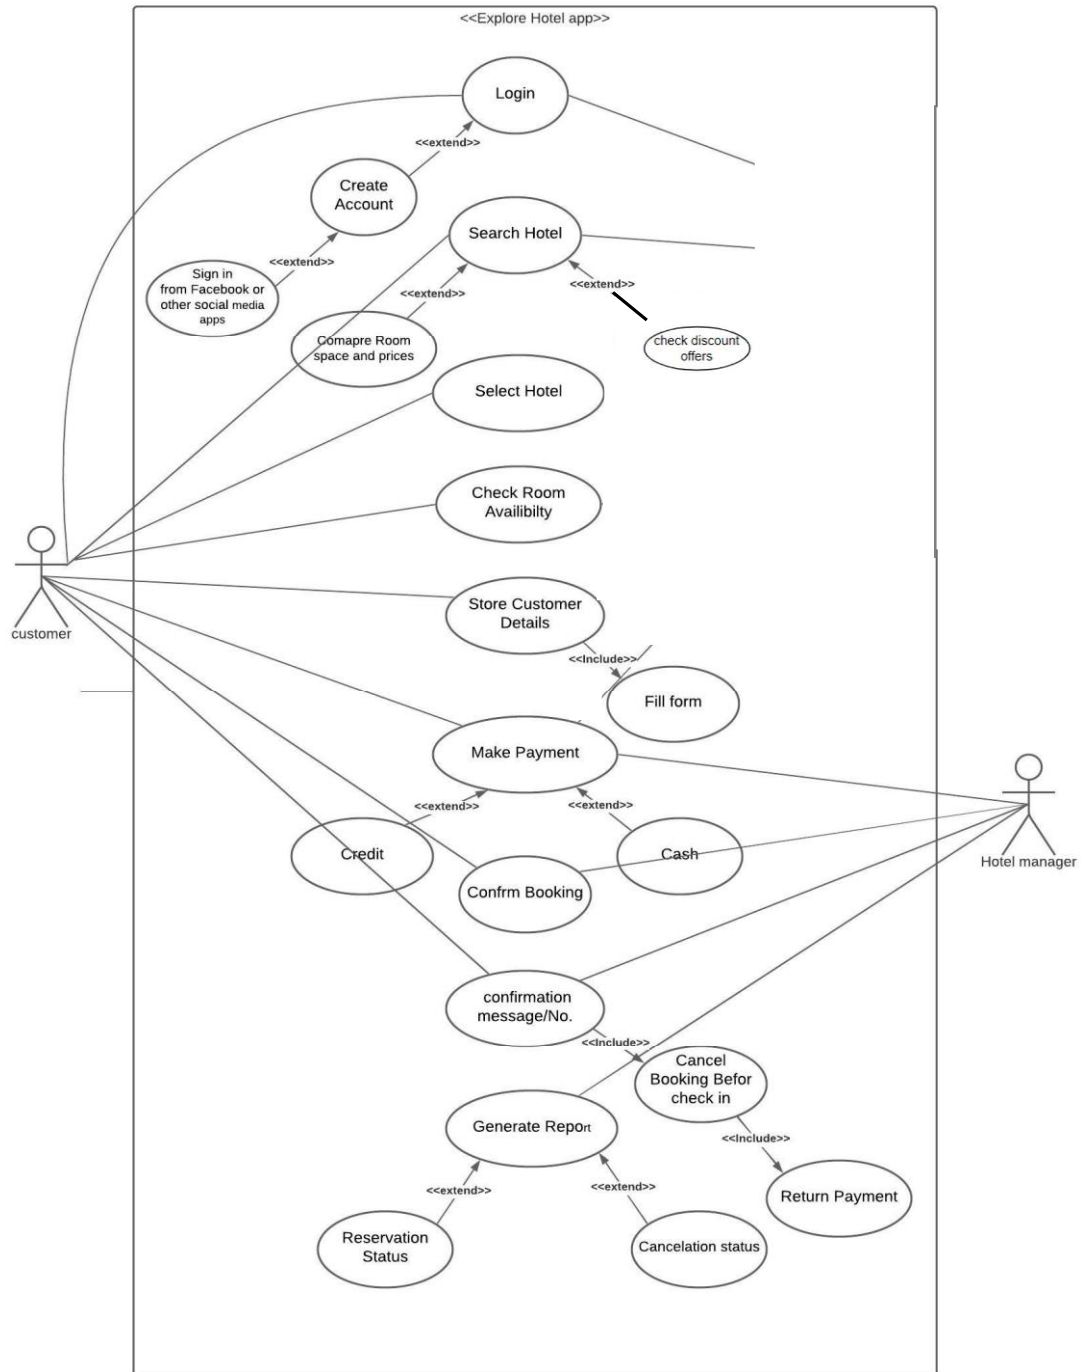 <<Explore Hotel app>>
Login
<<extend>>
Create
Account
Search Hotel
<<extend>>
Sign in
from Facebook or
other social media
apps
<<extend>>
<<extend>>
Comapre Room
space and prices
check discount
offers
Select Hotel
Check Room
Availibilty
customer
Store Customer
Details
<<Include>>
Fill form
Make Payment
<<extend>>
<<extend>>
Credit
Cash
Hotel manager
Confrm Booking
confirmation
message/No.
<<Include>>
Cancel
Booking Befor
check in
Generate Report
<<Include>>
<<extend>>
<<extend>>
Return Payment
Reservation
Status
Cancelation status